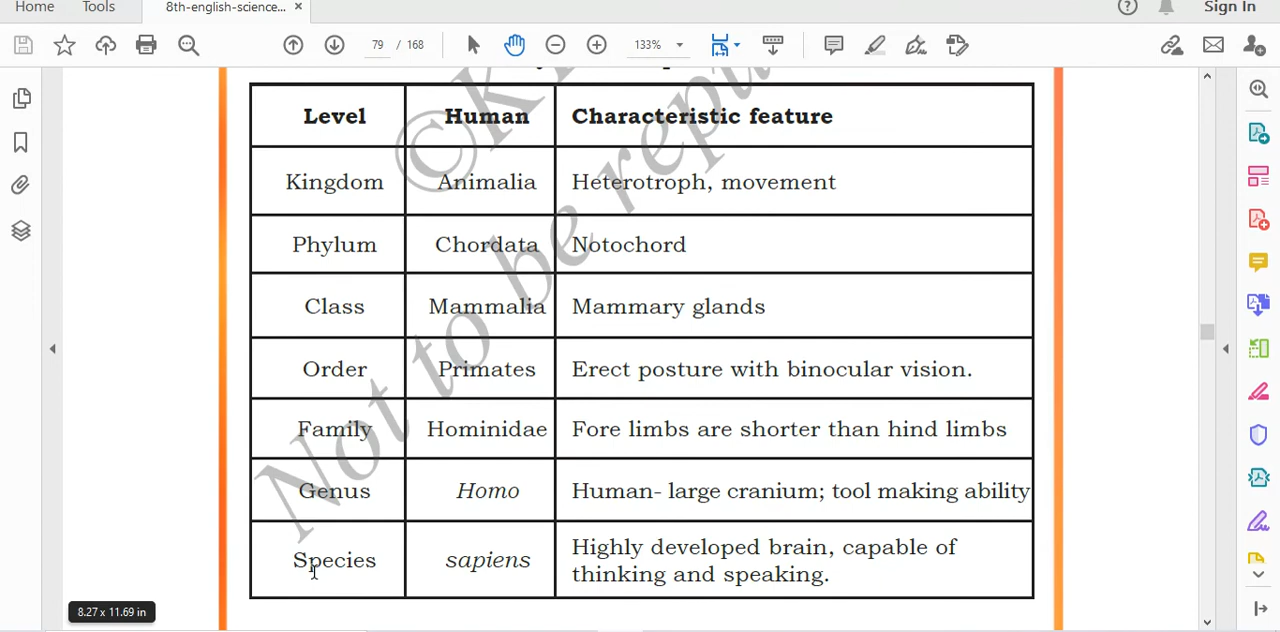 Home Tools 8th-english-science... × Sign In
79 / 168 133%
Level Human Characteristic feature
Kingdom Animalia Heterotroph, movement
Phylum Chordata Notochord
Class Mammalia Mammary glands
Order Primates Erect posture with binocular vision.
Family Hominidae Fore limbs are shorter than hind limbs
Genus Homo Human- large cranium; tool making ability
Species sapiens Highly developed brain, capable of
thinking and speaking.
8.27 x 11.69 in
Not to be